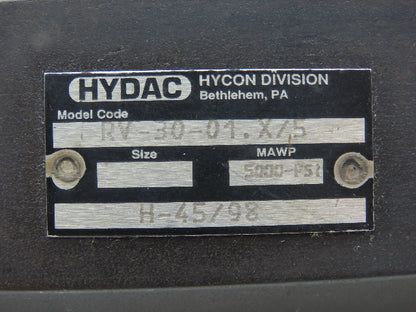 HYDAC HYCON DIVISION
Bethlehem, PA
Model Code
RV-30-01.X/5
Size MAWP
5000-PSI
H-45/98